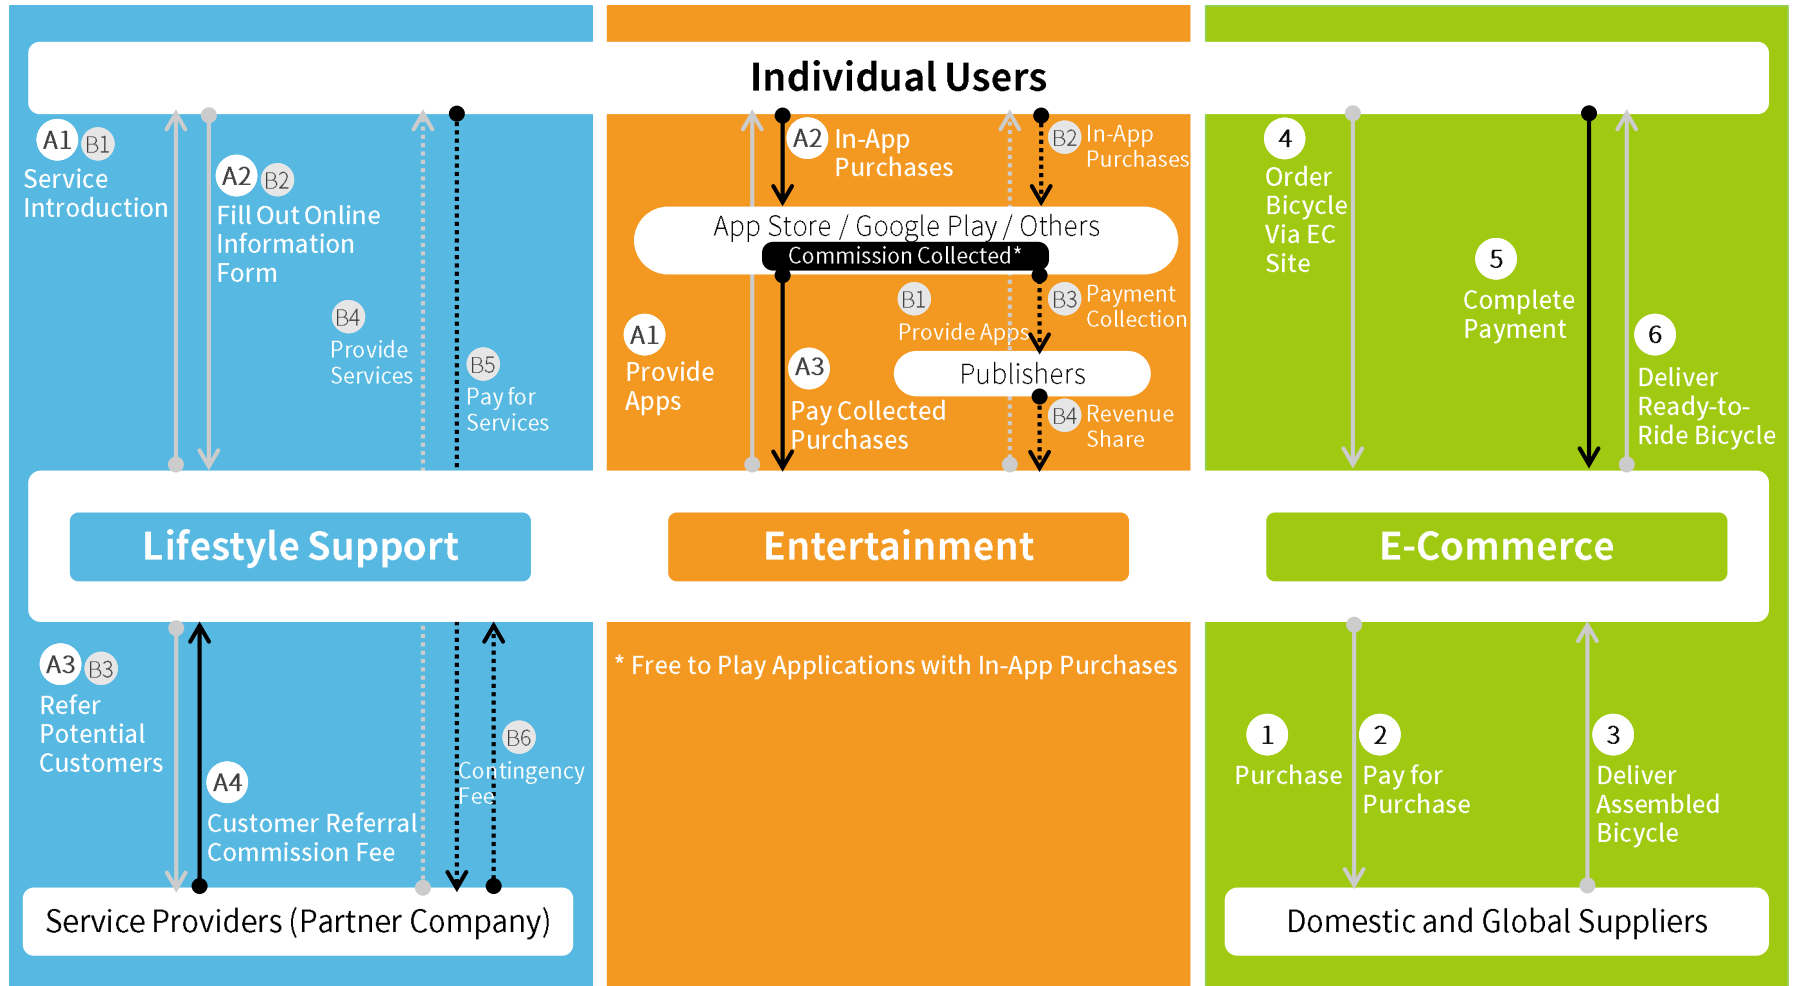 Individual Users
A1 B1
Service
Introduction
A2 B2
Fill Out Online
Information
Form
B4
Provide
Services
B5
Pay for
Services
A2 In-App
Purchases
B2 In-App
Purchases
App Store / Google Play / Others
Commission Collected*
A1
Provide
Apps
B1
Provide Apps
B3 Payment
Collection
A3
Pay Collected
Purchases
Publishers
B4 Revenue
Share
4
Order
Bicycle
Via EC
Site
5
Complete
Payment
6
Deliver
Ready-to-
Ride Bicycle
Lifestyle Support
Entertainment
E-Commerce
A3 B3
Refer
Potential
Customers
A4
Customer Referral
Commission Fee
B6
Contingency
Fee
* Free to Play Applications with In-App Purchases
1
Purchase
2
Pay for
Purchase
3
Deliver
Assembled
Bicycle
Service Providers (Partner Company)
Domestic and Global Suppliers